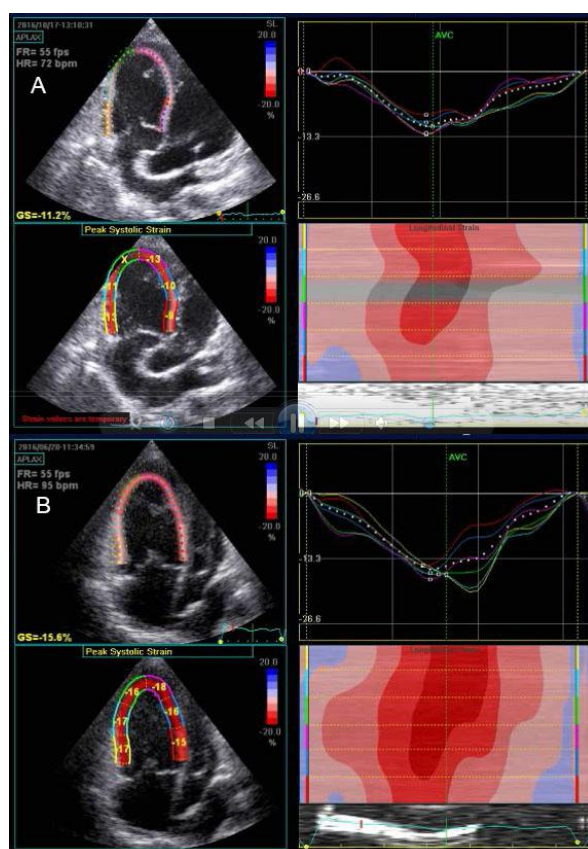 2016/10/17-13:10:31
APLAX
FR= 55 fps
HR= 72 bpm
A
SL
20.0
-20.0
%
GS=-11.2%
AVC
0.0
-13.3
-26.6
Peak Systolic Strain
20.0
-20.0
%
X
-13
-10
-9
Strain values are temporary
Longitudinal Strain
2016/06/20-11:34:59
APLAX
FR= 55 fps
HR= 95 bpm
B
SL
20.0
-20.0
%
GS=-15.6%
AVC
0.0
-13.3
-26.6
Peak Systolic Strain
20.0
-20.0
%
-16
-18
-17
-16
-17
-15